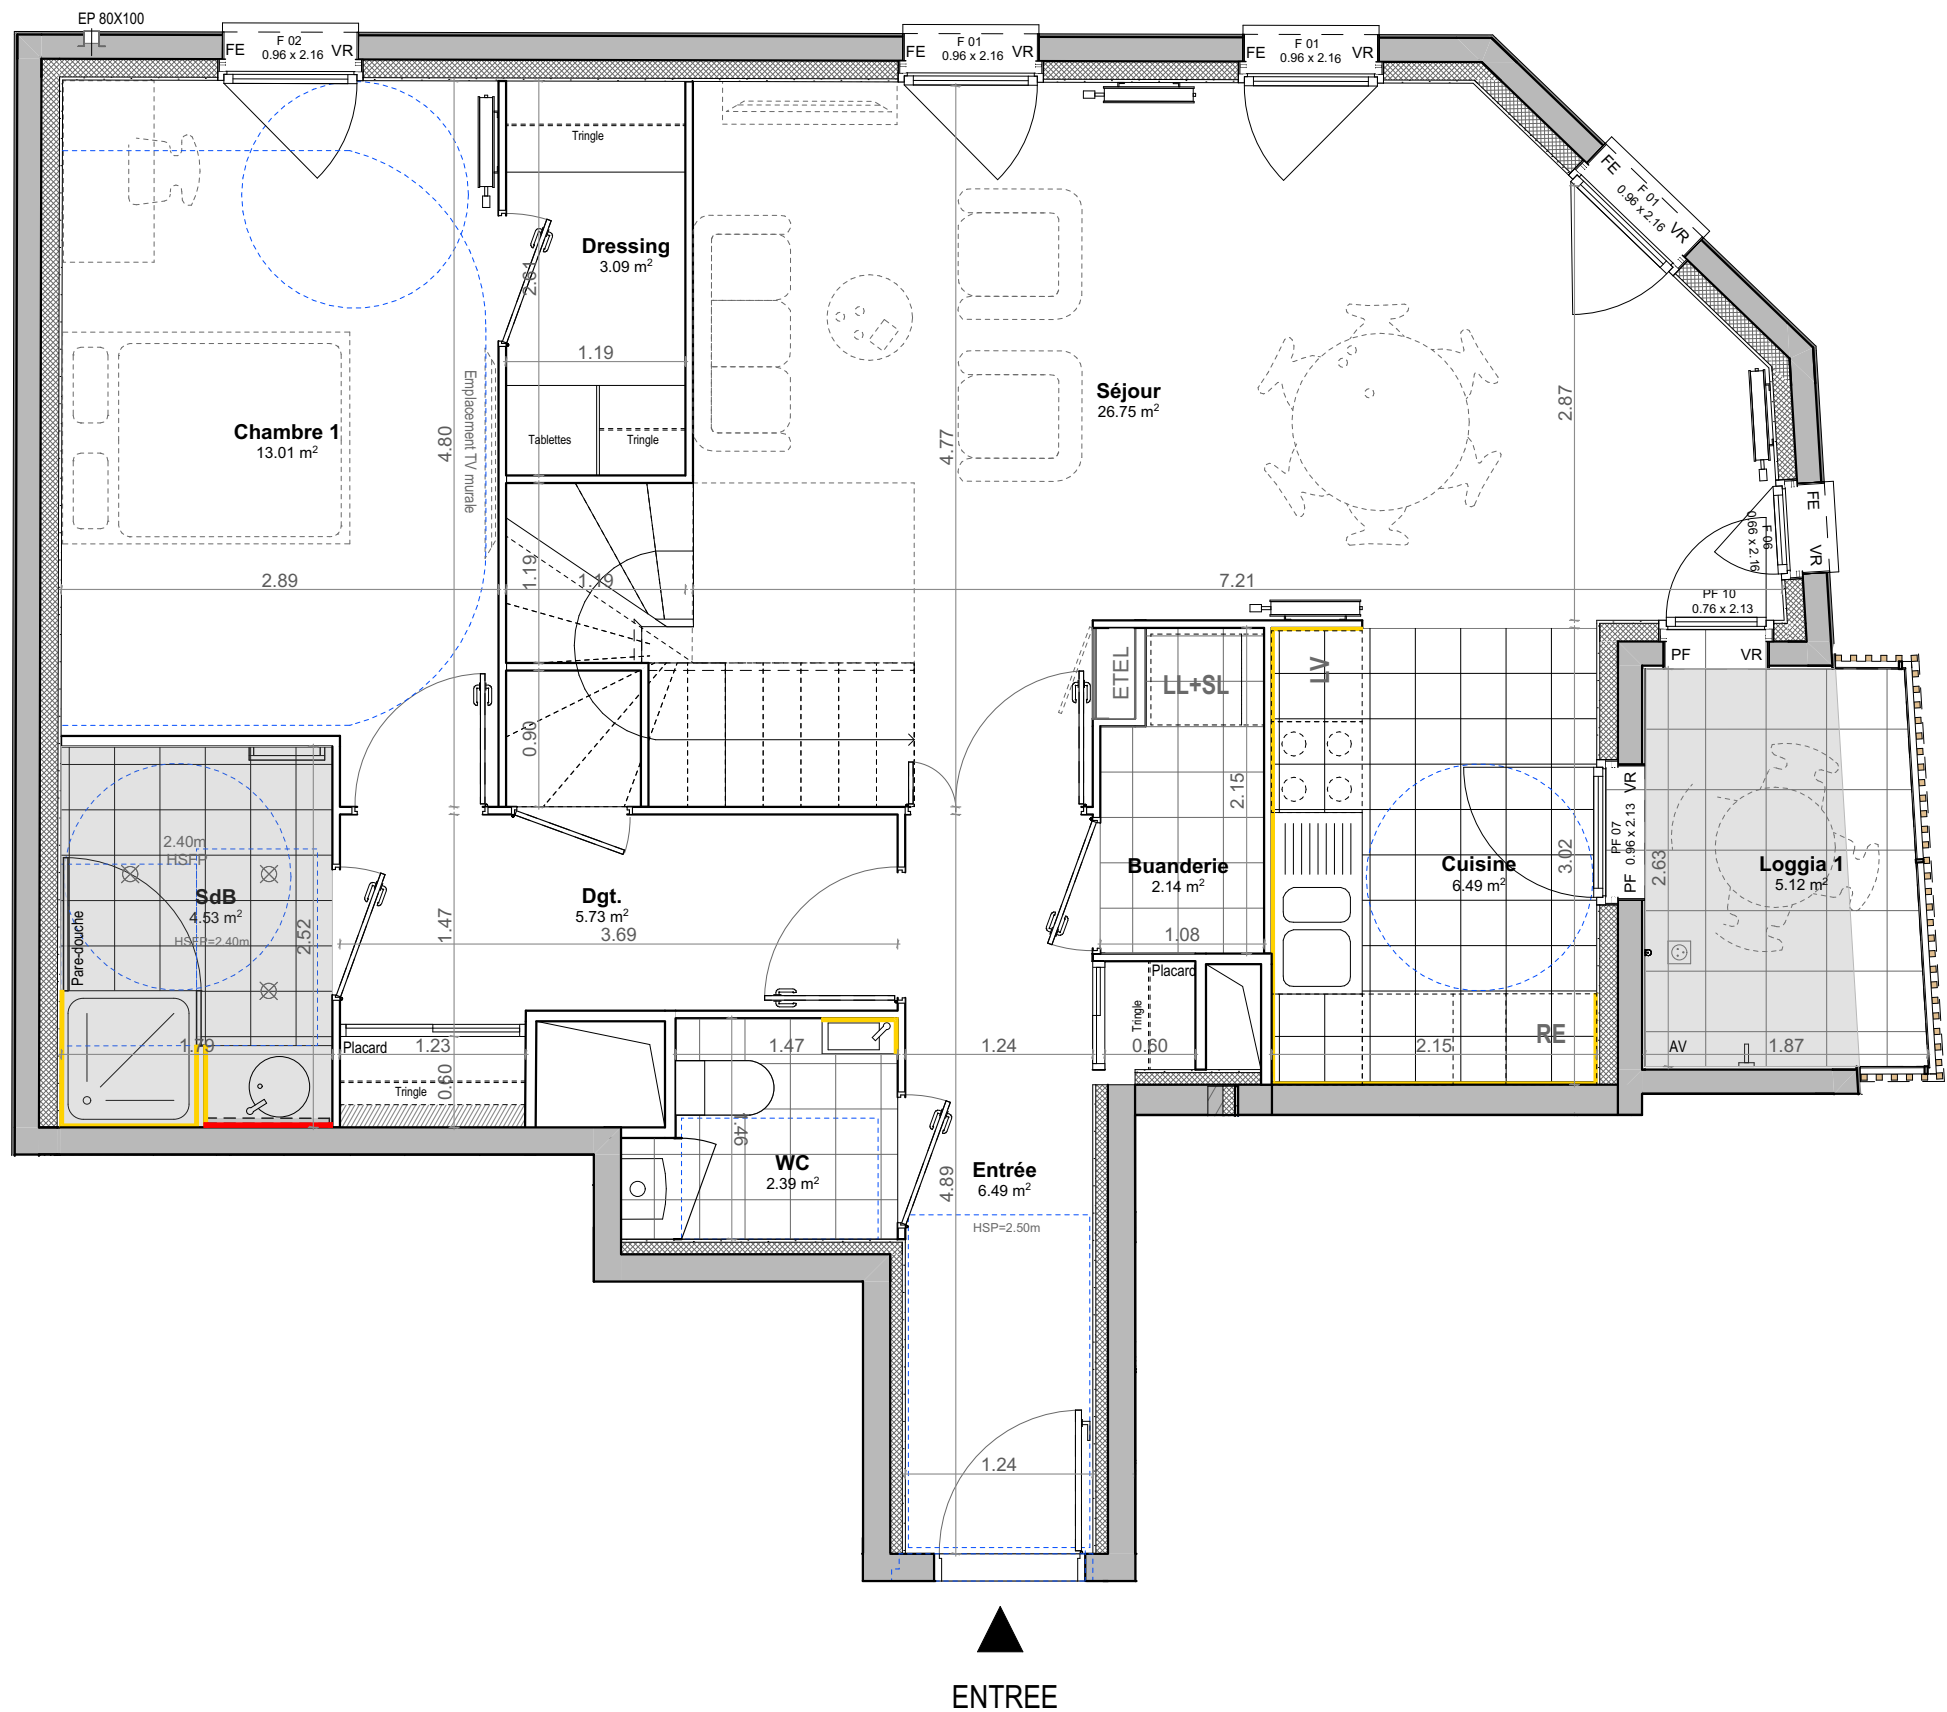 EP 80X100
FE
F 02
0.96 x 2.16
VR
FE
F 01
0.96 x 2.16
VR
FE
F 01
0.96 x 2.16
VR
FE
F 01
0.96 x 2.16
VR
Tringle
Dressing
3.09 m²
2.61
1.19
Tablettes
Tringle
Chambre 1
13.01 m²
4.80
Emplacement TV murale
Séjour
26.75 m²
4.77
2.87
FE
F 06
0.66 x 2.16
VR
2.89
1.19
1.19
7.21
PF 10
0.76 x 2.13
PF
VR
ETEL
LL+SL
LV
0.90
2.15
2.40m
HSFP
SdB
4.53 m²
HSFP=2.40m
2.52
Pare-douche
Dgt.
5.73 m²
3.69
1.47
Buanderie
2.14 m²
1.08
Cuisine
6.49 m²
3.02
PF 07
0.96 x 2.13
PF
VR
2.63
Loggia 1
5.12 m²
Placard
Tringle
RE
1.79
Placard
1.23
0.60
Tringle
1.47
1.24
0.60
2.15
AV
1.87
1.46
WC
2.39 m²
4.89
Entrée
6.49 m²
HSP=2.50m
1.24
ENTREE